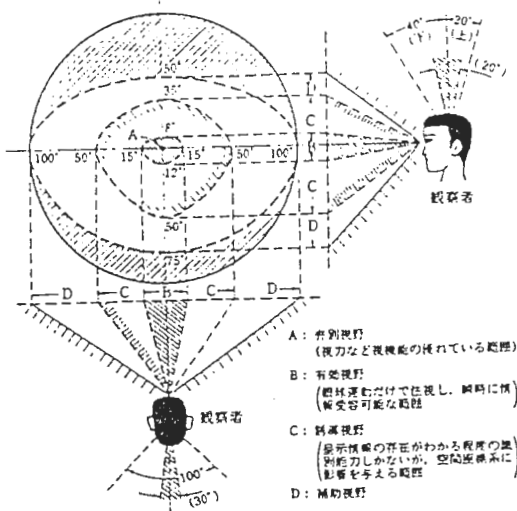 40° 20°
(下) (上)
(20°)
50°
35°
8°
A
100° 50° 15° 15° 50° 100°
12°
50°
75°
D
C
B
C
D
観察者
D C B C D
観察者
100°
(30°)
A : 弁別視野
(視力など視機能の優れている範囲)
B : 有効視野
(眼球運動だけで注視し、瞬時に情
報受容可能な範囲)
C : 誘導視野
(呈示情報の存在がわかる程度の識
別能力しかないが、空間座標系に
影響を与える範囲)
D : 補助視野